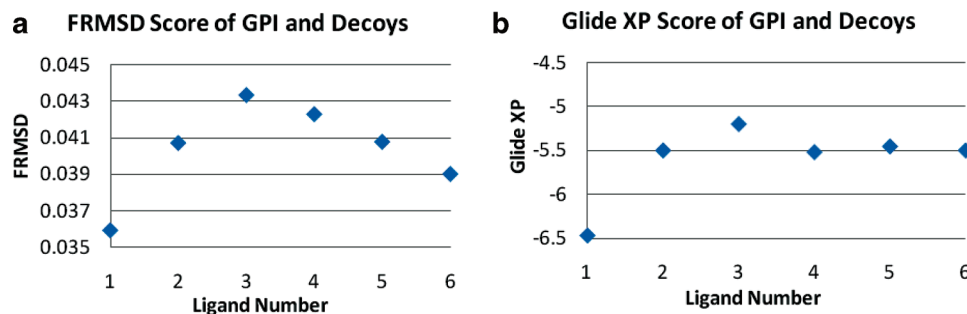 a FRMSD Score of GPI and Decoys
0.045
0.043
0.041
0.039
0.037
0.035
FRMSD
1 2 3 4 5 6
Ligand Number
b Glide XP Score of GPI and Decoys
-4.5
-5
-5.5
-6
-6.5
Glide XP
1 2 3 4 5 6
Ligand Number